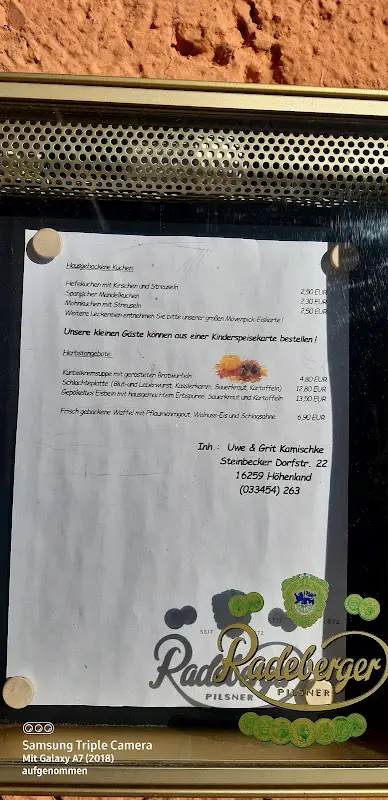 Hausgebackene Kuchen:
Hefekuchen mit Kirschen und Streuseln 2,50 EUR
Spanischer Mandelkuchen 2,30 EUR
Mohnkuchen mit Streuseln 2,50 EUR
Weitere Leckereien entnehmen Sie bitte unserer großen Mövenpick-Eiskarte !
Unsere kleinen Gäste können aus einer Kinderspeisekarte bestellen !
Herbstangebote:
Kürbiskremsuppe mit gerösteten Brotwürfeln 4,80 EUR
Schlachteplatte (Blut-und Leberwurst, Kasslerkamm, Sauerkraut, Kartoffeln) 12,80 EUR
Gepökeltes Eisbein mit hausgemachtem Erbspüree, Sauerkraut und Kartoffeln 13,50 EUR
Frisch gebackene Waffel mit Pflaumenragout, Walnuss-Eis und Schlagsahne 6,90 EUR
Inh.: Uwe & Grit Kamischke
Steinbecker Dorfstr. 22
16259 Höhenland
(033454) 263
SEIT 1872
Radeberger
PILSNER
Samsung Triple Camera
Mit Galaxy A7 (2018)
aufgenommen